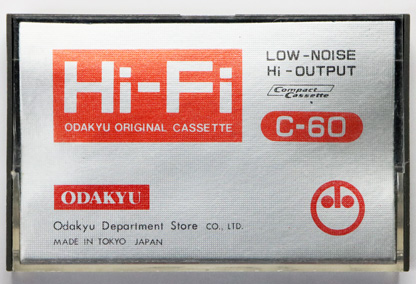 Hi-Fi
ODAKYU ORIGINAL CASSETTE
LOW-NOISE
Hi-OUTPUT
Compact
Cassette
C-60
ODAKYU
Odakyu Department Store CO., LTD.
MADE IN TOKYO JAPAN